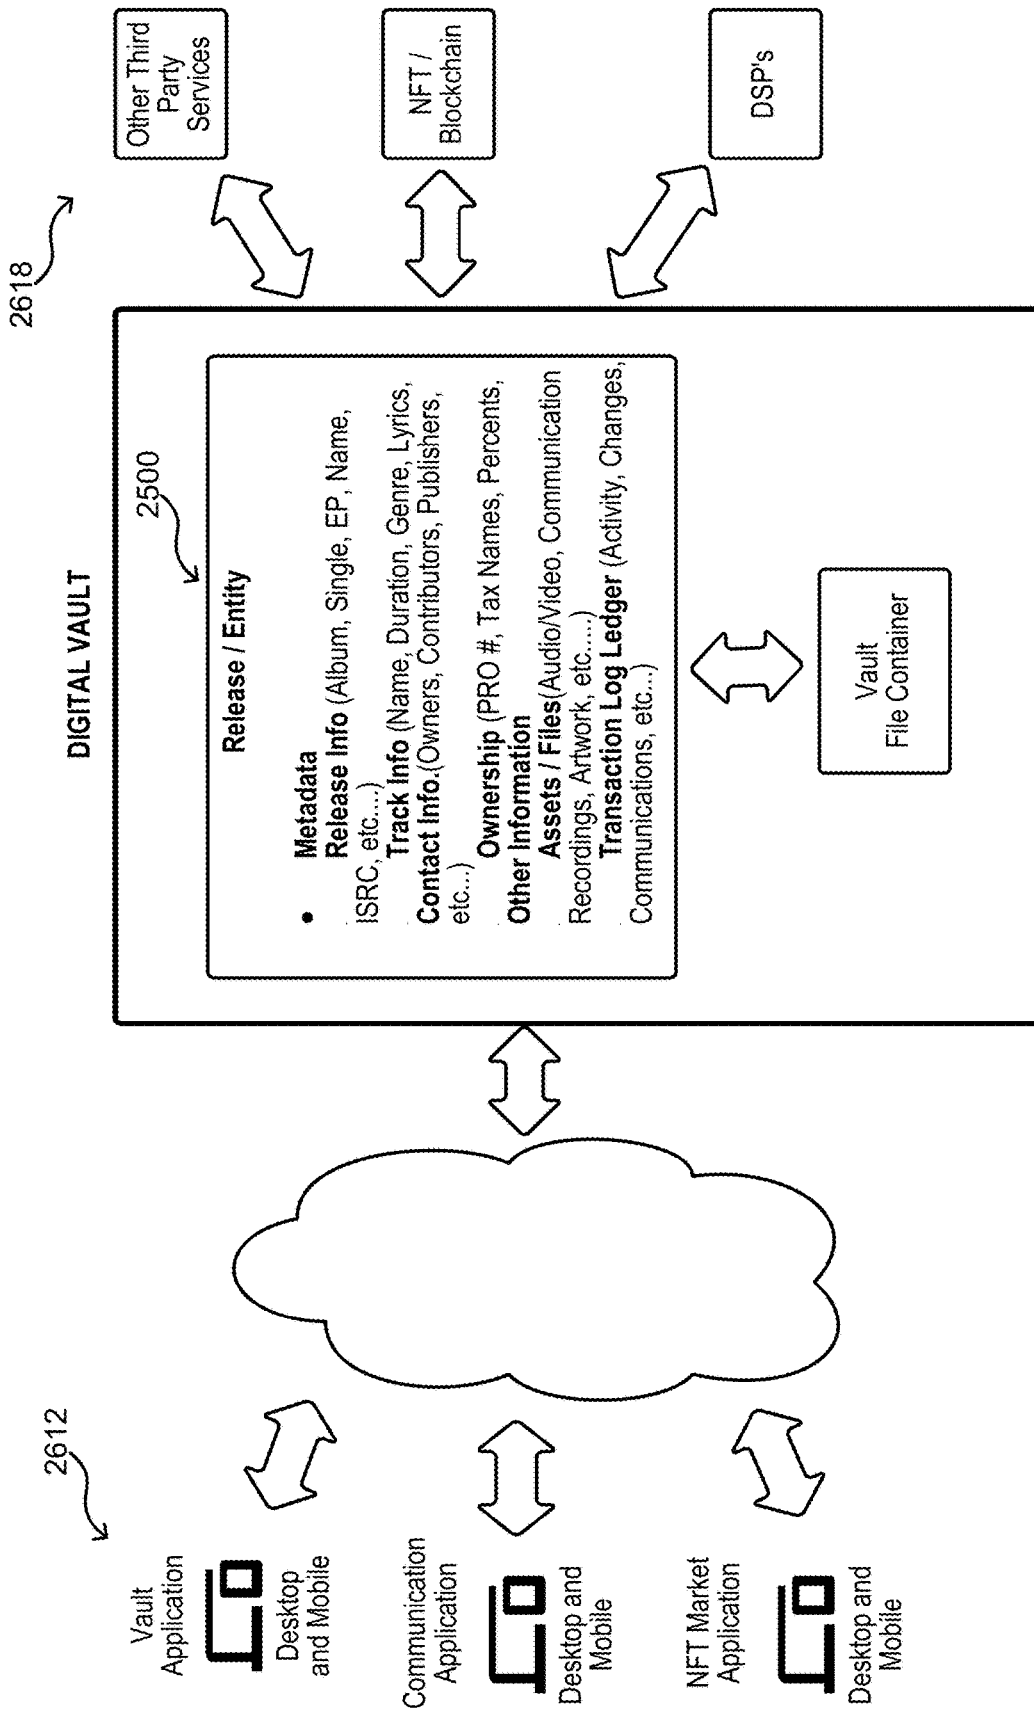 2612
Vault
Application
Desktop
and Mobile
Communication
Application
Desktop and
Mobile
NFT Market
Application
Desktop and
Mobile
DIGITAL VAULT
2500
Release / Entity
• Metadata
Release Info (Album, Single, EP, Name,
ISRC, etc....)
Track Info (Name, Duration, Genre, Lyrics,
Contact Info.(Owners, Contributors, Publishers,
etc...)
Ownership (PRO #, Tax Names, Percents,
Other Information
Assets / Files(Audio/Video, Communication
Recordings, Artwork, etc.....)
Transaction Log Ledger (Activity, Changes,
Communications, etc...)
Vault
File Container
2618
Other Third
Party
Services
NFT /
Blockchain
DSP's